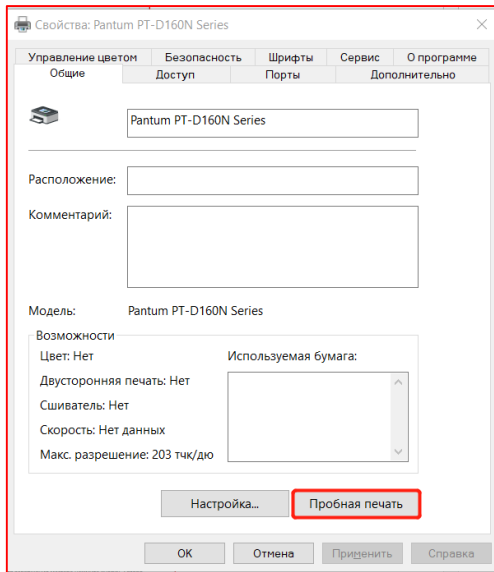 Свойства: Pantum PT-D160N Series
Управление цветом Безопасность Шрифты Сервис О программе
Общие Доступ Порты Дополнительно
Pantum PT-D160N Series
Расположение:
Комментарий:
Модель: Pantum PT-D160N Series
Возможности
Цвет: Нет Используемая бумага:
Двусторонняя печать: Нет
Сшиватель: Нет
Скорость: Нет данных
Макс. разрешение: 203 тчк/дю
Настройка... Пробная печать
ОК Отмена Применить Справка